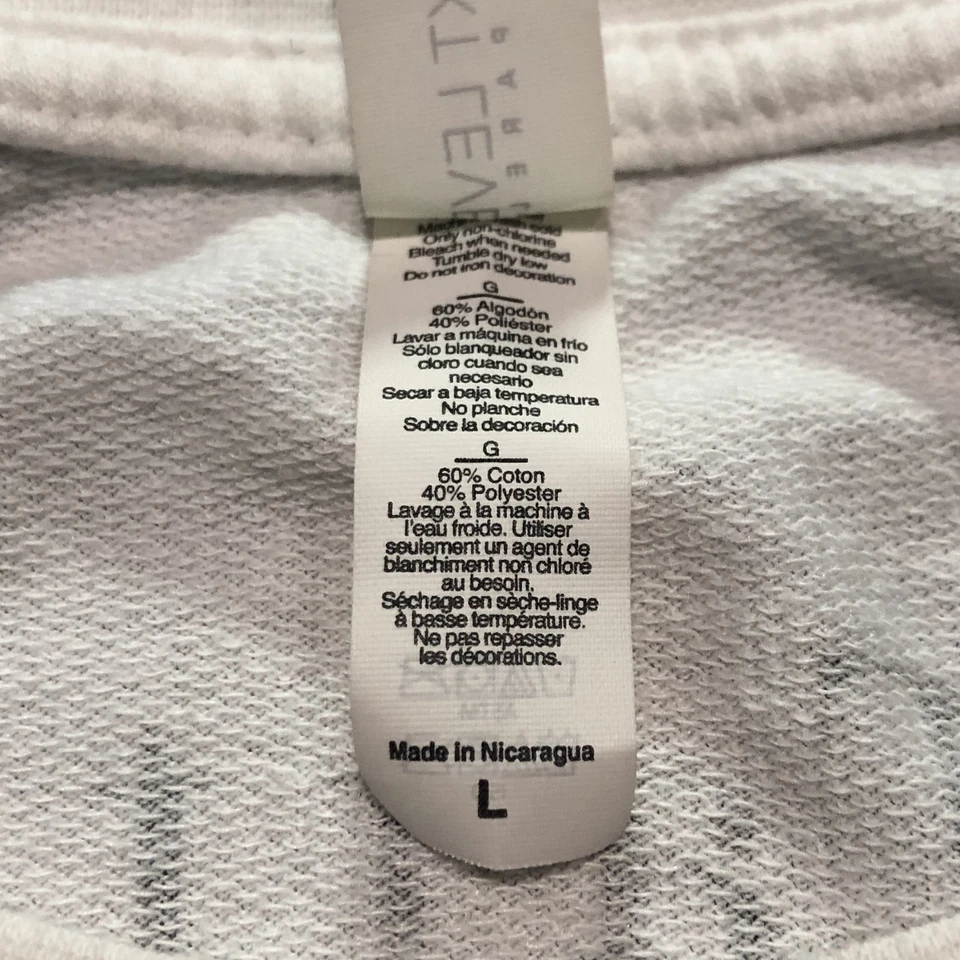 Only non-chlorine
Bleach when needed
Tumble dry low
Do not iron decoration
G
60% Algodón
40% Poliéster
Lavar a máquina en frío
Sólo blanqueador sin
cloro cuando sea
necesario
Secar a baja temperatura
No planche
Sobre la decoración
G
60% Coton
40% Polyester
Lavage à la machine à
l'eau froide. Utiliser
seulement un agent de
blanchiment non chloré
au besoin.
Séchage en sèche-linge
à basse température.
Ne pas repasser
les décorations.
Made in Nicaragua
L